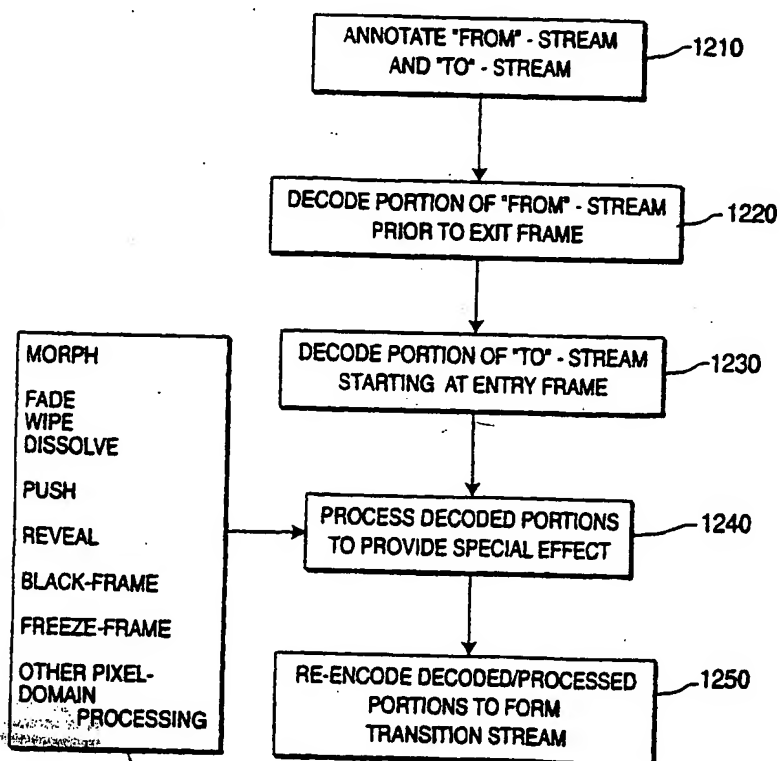 ANNOTATE "FROM" - STREAM
AND "TO" - STREAM
1210
DECODE PORTION OF "FROM" - STREAM
PRIOR TO EXIT FRAME
1220
DECODE PORTION OF "TO" - STREAM
STARTING AT ENTRY FRAME
1230
MORPH
FADE
WIPE
DISSOLVE
PUSH
REVEAL
BLACK-FRAME
FREEZE-FRAME
OTHER PIXEL-
DOMAIN
PROCESSING
PROCESS DECODED PORTIONS
TO PROVIDE SPECIAL EFFECT
1240
RE-ENCODE DECODED/PROCESSED
PORTIONS TO FORM
TRANSITION STREAM
1250